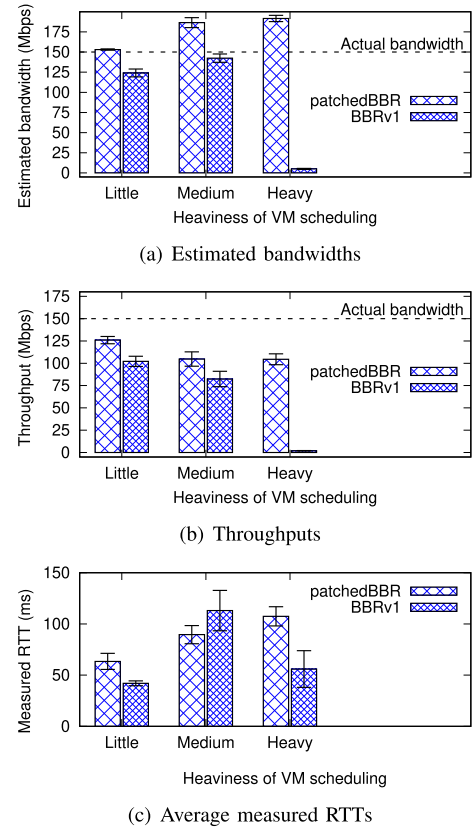 Estimated bandwidth (Mbps)
175
150
125
100
75
50
25
0
Actual bandwidth
patchedBBR
BBRv1
Little Medium Heavy
Heaviness of VM scheduling
(a) Estimated bandwidths
Throughput (Mbps)
175
150
125
100
75
50
25
0
Actual bandwidth
patchedBBR
BBRv1
Little Medium Heavy
Heaviness of VM scheduling
(b) Throughputs
Measured RTT (ms)
150
100
50
0
patchedBBR
BBRv1
Little Medium Heavy
Heaviness of VM scheduling
(c) Average measured RTTs